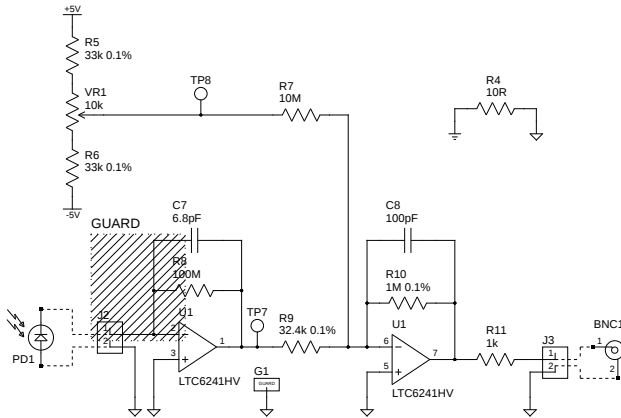 +5V
R5
33k 0.1%
VR1
10k
R6
33k 0.1%
-5V
TP8
R7
10M
R4
10R
GUARD
C7
6.8pF
R8
100M
U1
2
3
1
LTC6241HV
J2
1
2
PD1
TP7
R9
32.4k 0.1%
G1
GUARD
C8
100pF
R10
1M 0.1%
U1
6
5
7
LTC6241HV
R11
1k
J3
1
2
BNC1
1
2